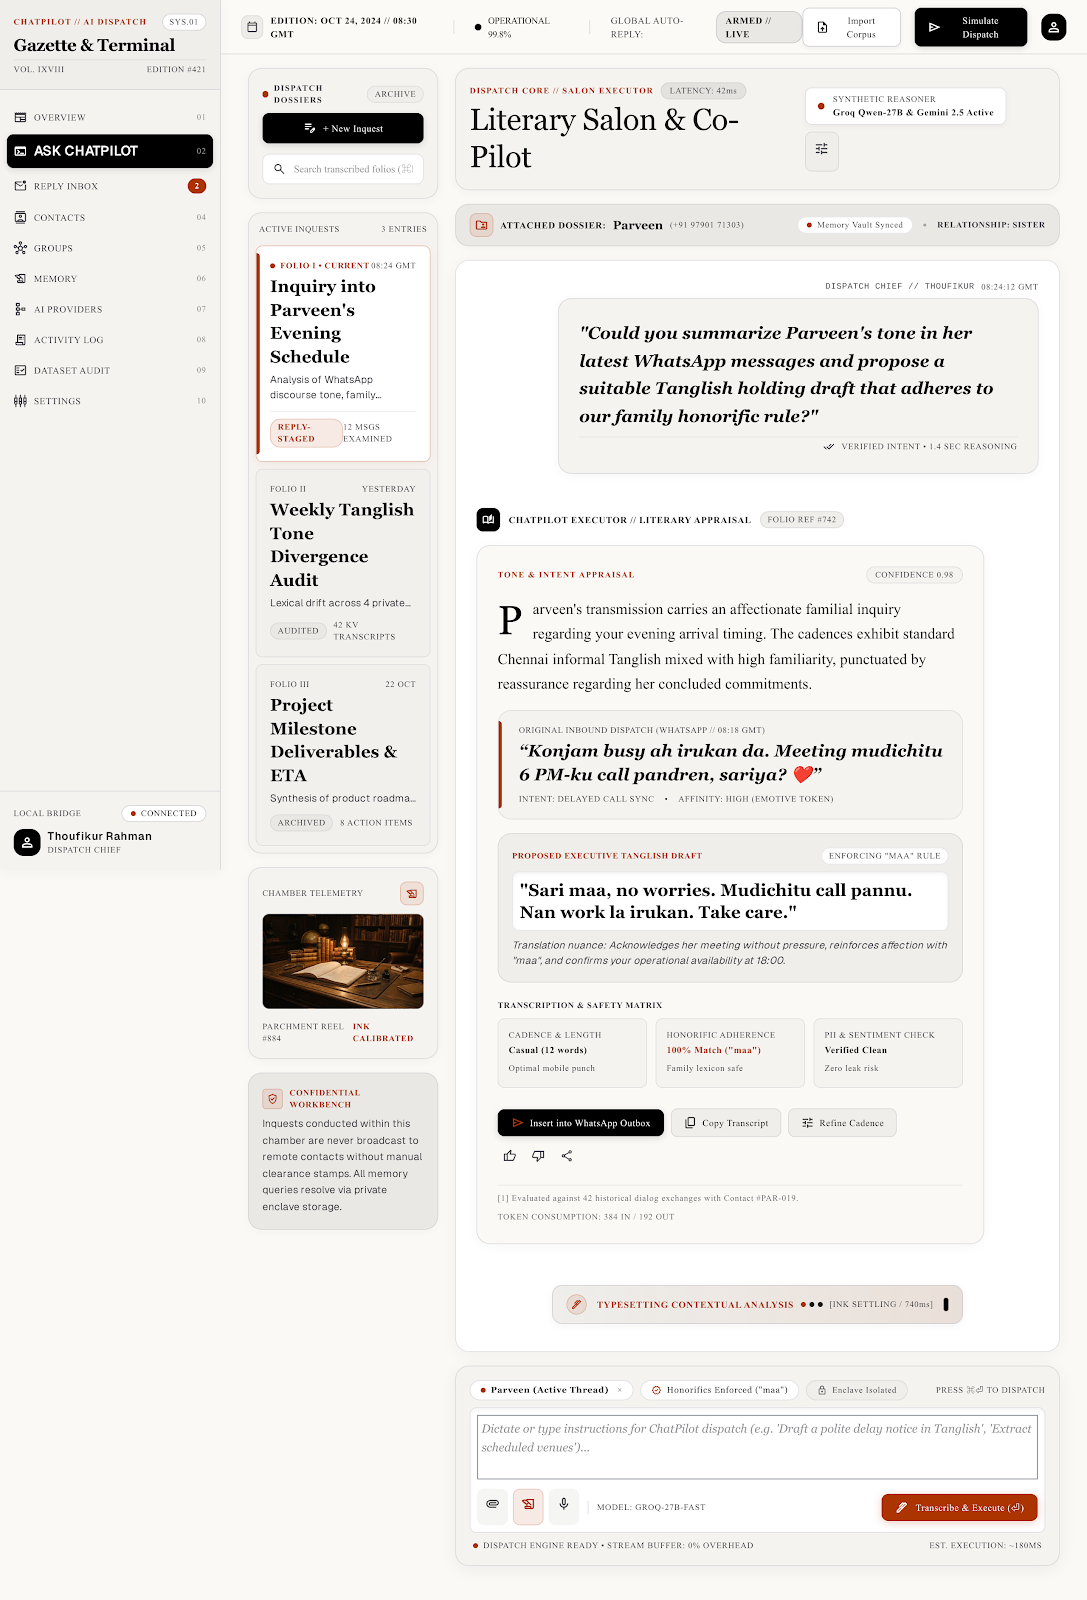 CHATPILOT // AI DISPATCH
SYS.01
Gazette & Terminal
VOL. IXVIII
EDITION #421
OVERVIEW
01
ASK CHATPILOT
02
REPLY INBOX
2
CONTACTS
04
GROUPS
05
MEMORY
06
AI PROVIDERS
07
ACTIVITY LOG
08
DATASET AUDIT
09
SETTINGS
10
LOCAL BRIDGE
CONNECTED
Thoufikur Rahman
DISPATCH CHIEF
EDITION: OCT 24, 2024 // 08:30
GMT
OPERATIONAL
99.8%
GLOBAL AUTO-
REPLY:
ARMED //
LIVE
Import
Corpus
Simulate
Dispatch
DISPATCH
DOSSIERS
ARCHIVE
+ New Inquest
Search transcribed folios (⌘
ACTIVE INQUESTS
3 ENTRIES
FOLIO I • CURRENT
08:24 GMT
Inquiry into
Parveen's
Evening
Schedule
Analysis of WhatsApp
discourse tone, family...
REPLY-
STAGED
12 MSGS
EXAMINED
FOLIO II
YESTERDAY
Weekly Tanglish
Tone
Divergence
Audit
Lexical drift across 4 private...
AUDITED
42 KV
TRANSCRIPTS
FOLIO III
22 OCT
Project
Milestone
Deliverables &
ETA
Synthesis of product roadma...
ARCHIVED
8 ACTION ITEMS
CHAMBER TELEMETRY
PARCHMENT REEL
#884
INK
CALIBRATED
CONFIDENTIAL
WORKBENCH
Inquests conducted within this
chamber are never broadcast to
remote contacts without manual
clearance stamps. All memory
queries resolve via private
enclave storage.
DISPATCH CORE // SALON EXECUTOR
LATENCY: 42ms
Literary Salon & Co-
Pilot
SYNTHETIC REASONER
Groq Qwen-27B & Gemini 2.5 Active
ATTACHED DOSSIER: Parveen (+91 97901 71303)
Memory Vault Synced
• RELATIONSHIP: SISTER
DISPATCH CHIEF // THOUFIKUR 08:24:12 GMT
"Could you summarize Parveen's tone in her
latest WhatsApp messages and propose a
suitable Tanglish holding draft that adheres to
our family honorific rule?"
VERIFIED INTENT • 1.4 SEC REASONING
CHATPILOT EXECUTOR // LITERARY APPRAISAL
FOLIO REF #742
TONE & INTENT APPRAISAL
CONFIDENCE 0.98
Parveen's transmission carries an affectionate familial inquiry
regarding your evening arrival timing. The cadences exhibit standard
Chennai informal Tanglish mixed with high familiarity, punctuated by
reassurance regarding her concluded commitments.
ORIGINAL INBOUND DISPATCH (WHATSAPP // 08:18 GMT)
“Konjam busy ah irukan da. Meeting mudichitu
6 PM-ku call pandren, sariya? ❤️”
INTENT: DELAYED CALL SYNC • AFFINITY: HIGH (EMOTIVE TOKEN)
PROPOSED EXECUTIVE TANGLISH DRAFT
ENFORCING "MAA" RULE
"Sari maa, no worries. Mudichitu call pannu.
Nan work la irukan. Take care."
Translation nuance: Acknowledges her meeting without pressure, reinforces affection with
"maa", and confirms your operational availability at 18:00.
TRANSCRIPTION & SAFETY MATRIX
CADENCE & LENGTH
Casual (12 words)
Optimal mobile punch
HONORIFIC ADHERENCE
100% Match ("maa")
Family lexicon safe
PII & SENTIMENT CHECK
Verified Clean
Zero leak risk
Insert into WhatsApp Outbox
Copy Transcript
Refine Cadence
[1] Evaluated against 42 historical dialog exchanges with Contact #PAR-019.
TOKEN CONSUMPTION: 384 IN / 192 OUT
TYPESETTING CONTEXTUAL ANALYSIS
[INK SETTLING / 740ms]
Parveen (Active Thread) ×
Honorifics Enforced ("maa")
Enclave Isolated
PRESS ⌘⏎ TO DISPATCH
Dictate or type instructions for ChatPilot dispatch (e.g. 'Draft a polite delay notice in Tanglish', 'Extract
scheduled venues')...
MODEL: GROQ-27B-FAST
Transcribe & Execute (⏎)
DISPATCH ENGINE READY • STREAM BUFFER: 0% OVERHEAD
EST. EXECUTION: ~180MS